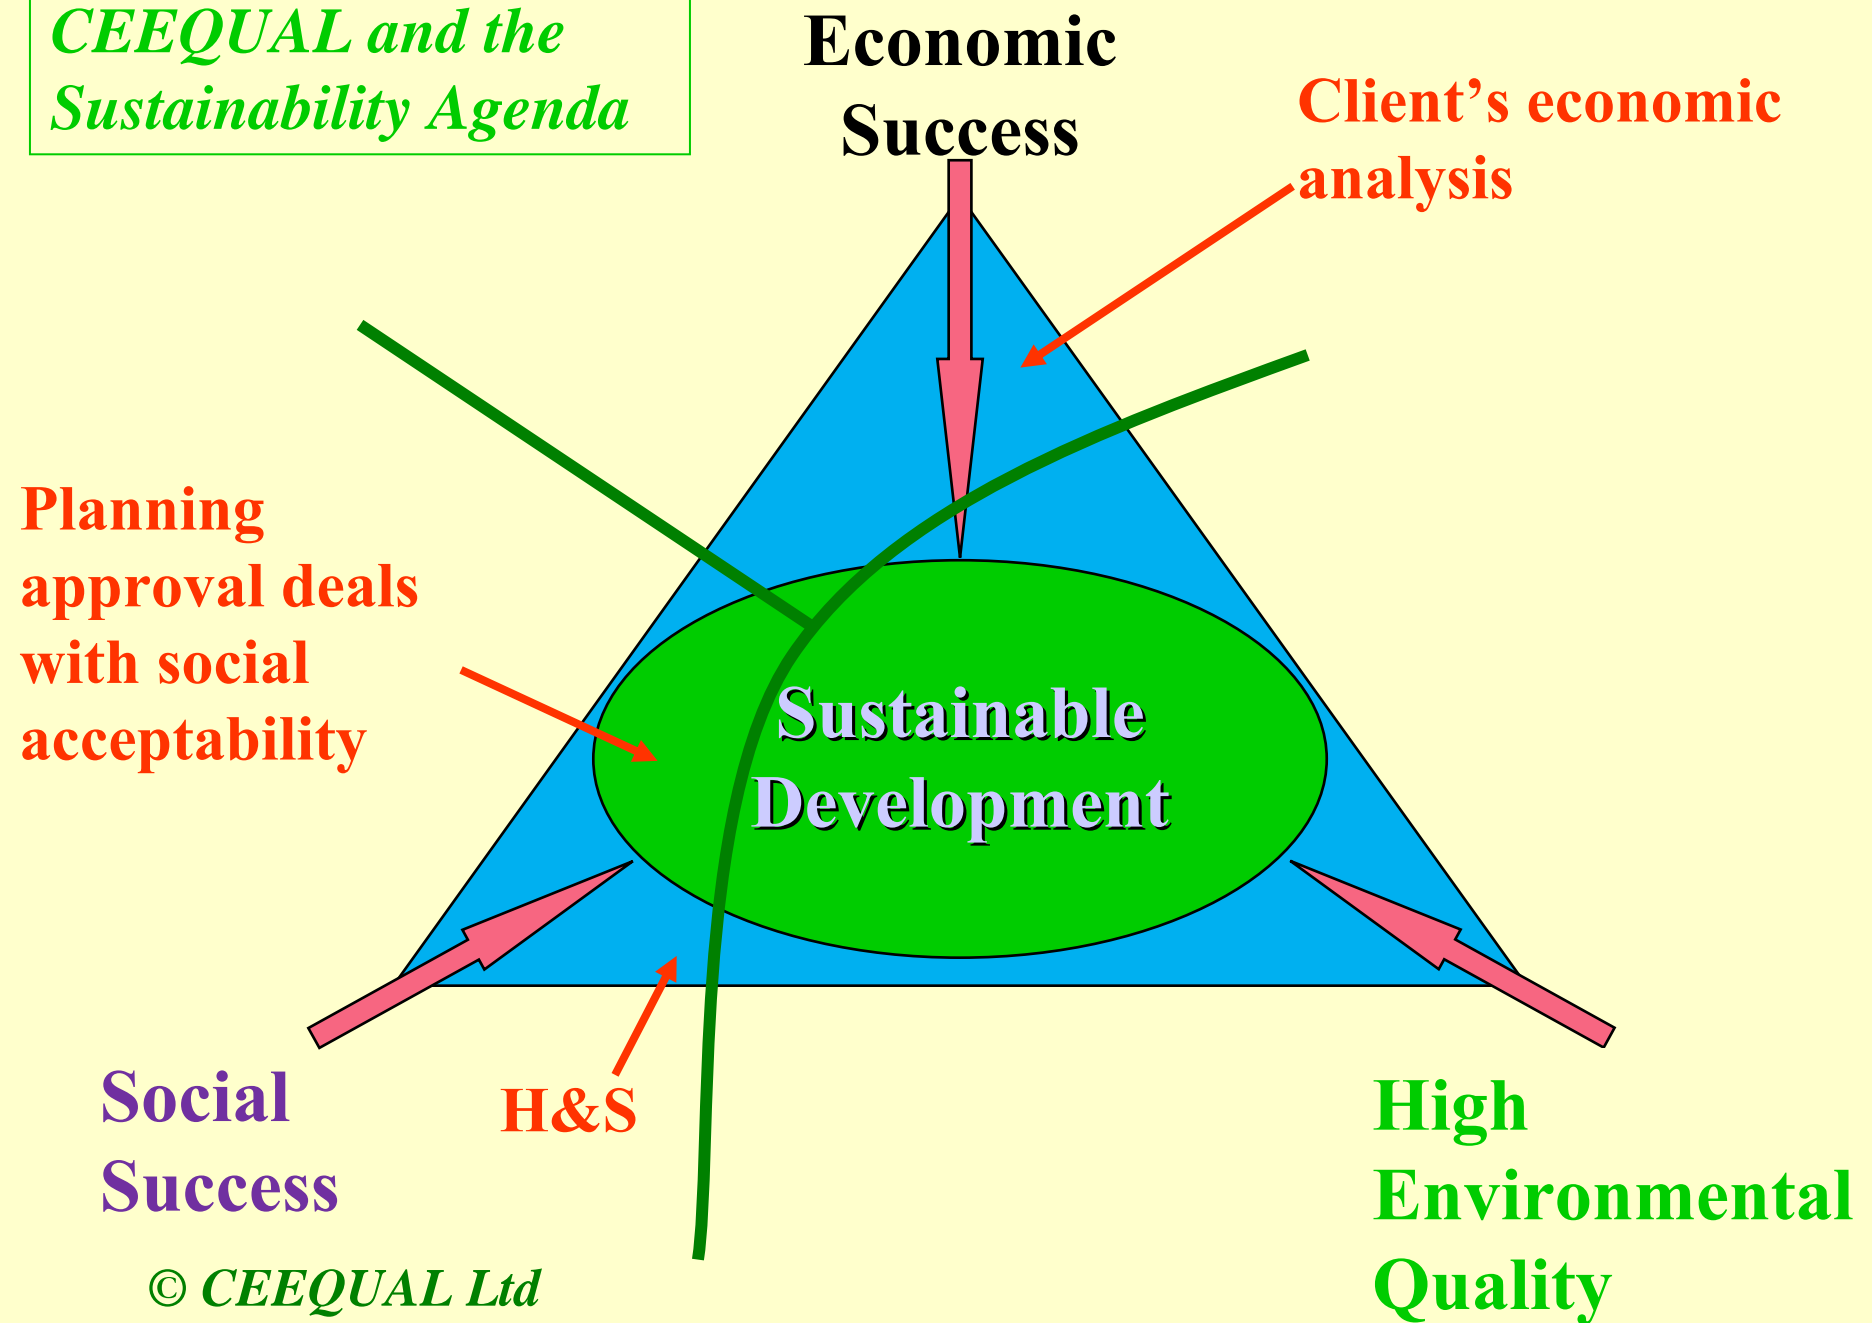 CEEQUAL and the
Sustainability Agenda
Economic
Success
Client’s economic
analysis
Planning
approval deals
with social
acceptability
Sustainable
Development
Social
Success
H&S
High
Environmental
Quality
© CEEQUAL Ltd